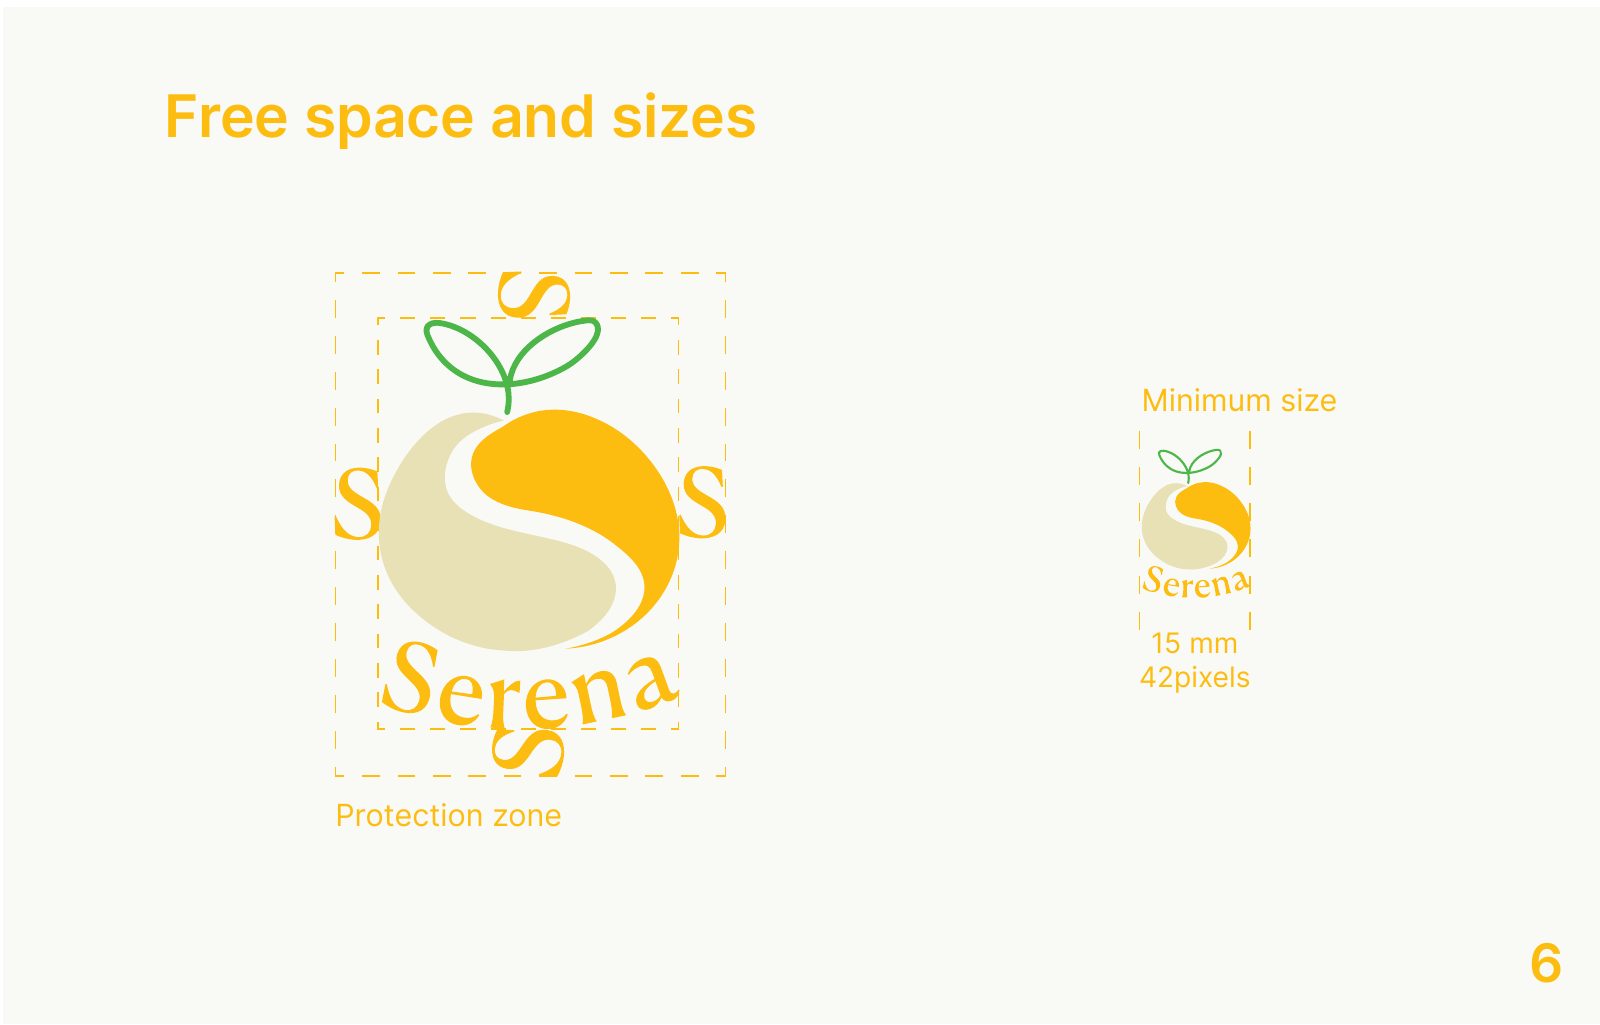 Free space and sizes
S
S
S
Serena
S
Protection zone
Minimum size
Serena
15 mm
42pixels
6